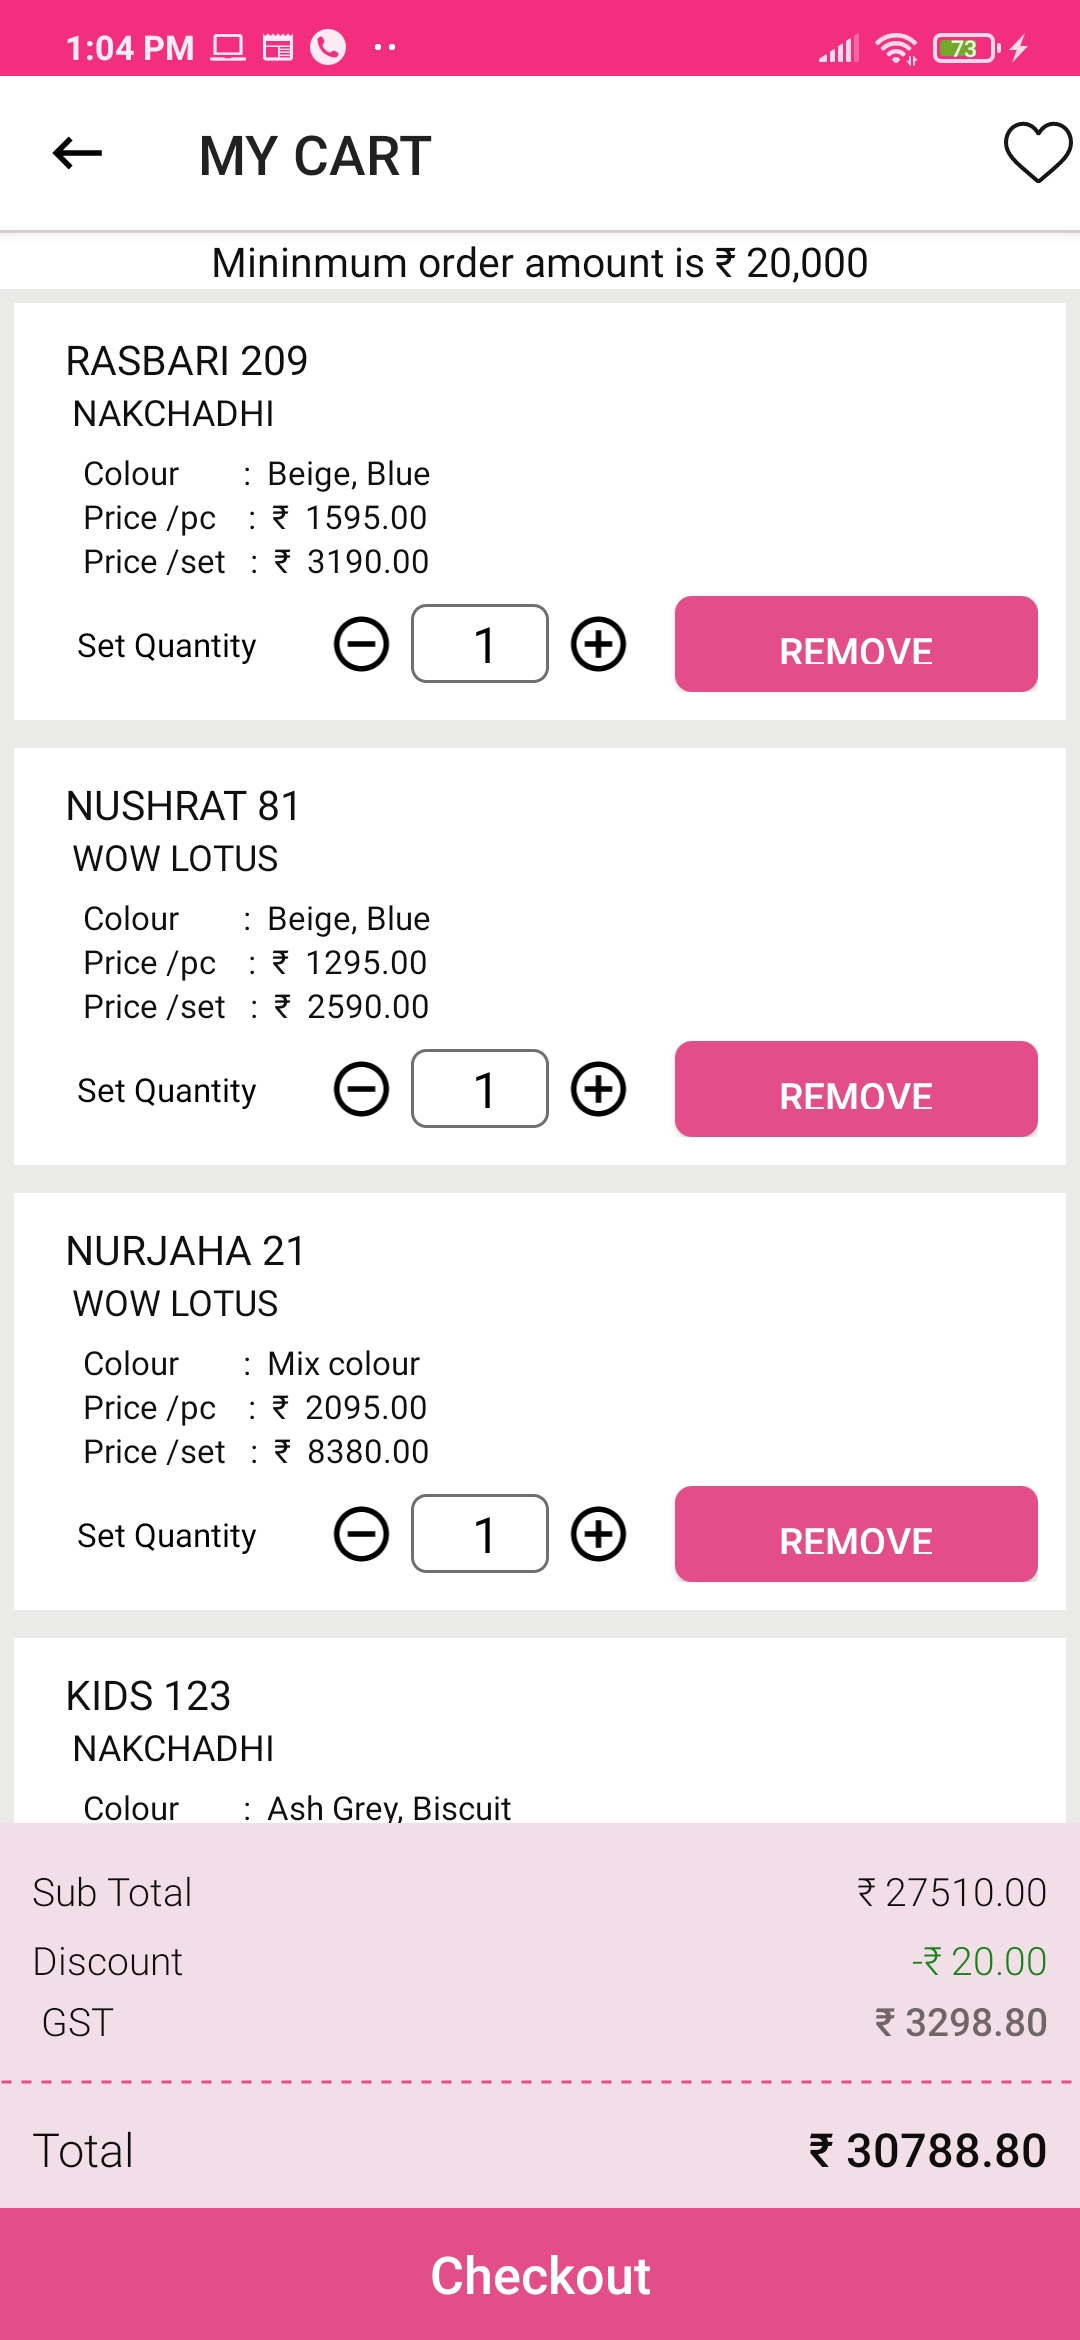 1:04 PM 73
MY CART
Mininmum order amount is ₹ 20,000
RASBARI 209
NAKCHADHI
Colour : Beige, Blue
Price /pc : ₹ 1595.00
Price /set : ₹ 3190.00
Set Quantity 1 REMOVE
NUSHRAT 81
WOW LOTUS
Colour : Beige, Blue
Price /pc : ₹ 1295.00
Price /set : ₹ 2590.00
Set Quantity 1 REMOVE
NURJAHA 21
WOW LOTUS
Colour : Mix colour
Price /pc : ₹ 2095.00
Price /set : ₹ 8380.00
Set Quantity 1 REMOVE
KIDS 123
NAKCHADHI
Colour : Ash Grey, Biscuit
Sub Total ₹ 27510.00
Discount -₹ 20.00
GST ₹ 3298.80
Total ₹ 30788.80
Checkout